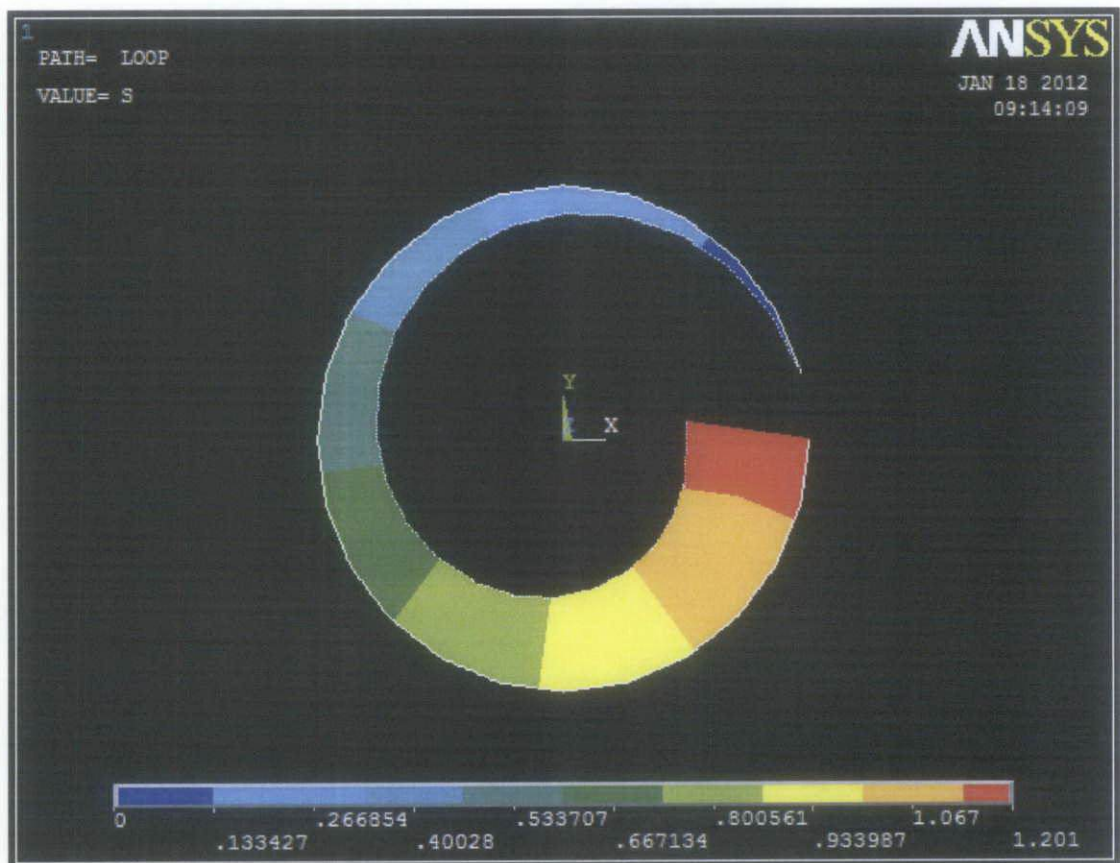 1
ANSYS
PATH= LOOP
VALUE= S
JAN 18 2012
09:14:09
Y
Z
X
0
.133427
.266854
.40028
.533707
.667134
.800561
.933987
1.067
1.201